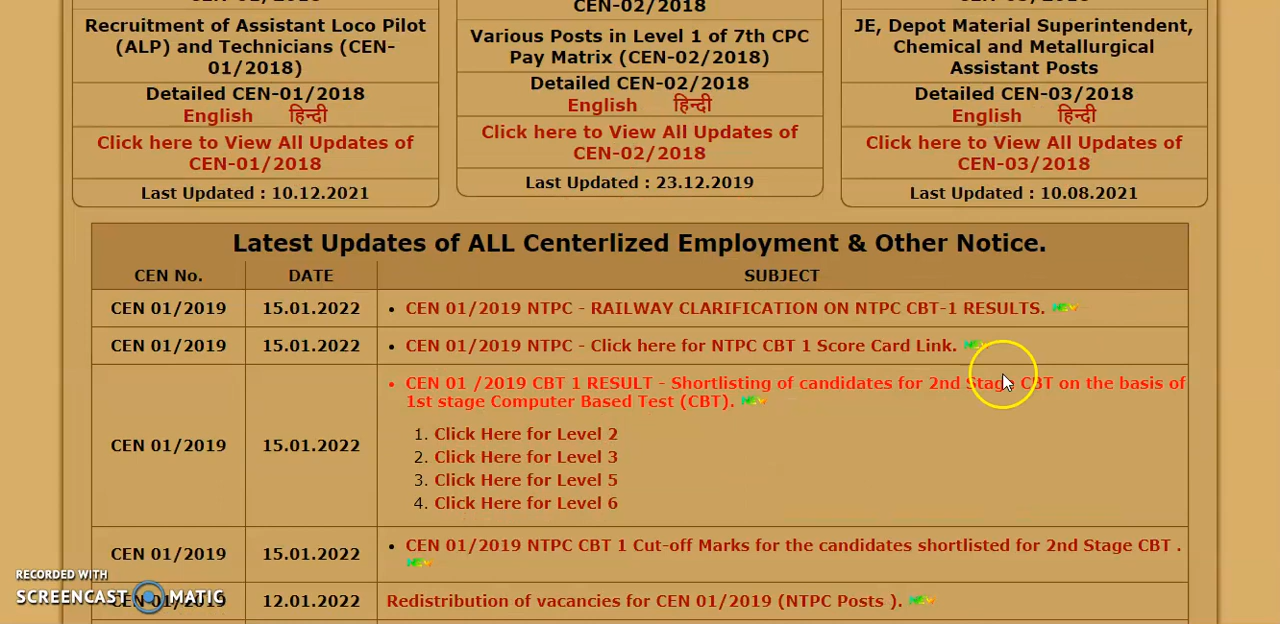 Recruitment of Assistant Loco Pilot
(ALP) and Technicians (CEN-
01/2018)
Detailed CEN-01/2018
English हिन्दी
Click here to View All Updates of
CEN-01/2018
Last Updated : 10.12.2021
CEN-02/2018
Various Posts in Level 1 of 7th CPC
Pay Matrix (CEN-02/2018)
Detailed CEN-02/2018
English हिन्दी
Click here to View All Updates of
CEN-02/2018
Last Updated : 23.12.2019
JE, Depot Material Superintendent,
Chemical and Metallurgical
Assistant Posts
Detailed CEN-03/2018
English हिन्दी
Click here to View All Updates of
CEN-03/2018
Last Updated : 10.08.2021
Latest Updates of ALL Centerlized Employment & Other Notice.
CEN No. DATE SUBJECT
CEN 01/2019 15.01.2022 • CEN 01/2019 NTPC - RAILWAY CLARIFICATION ON NTPC CBT-1 RESULTS.
CEN 01/2019 15.01.2022 • CEN 01/2019 NTPC - Click here for NTPC CBT 1 Score Card Link.
CEN 01/2019 15.01.2022 • CEN 01 /2019 CBT 1 RESULT - Shortlisting of candidates for 2nd Stage CBT on the basis of
1st stage Computer Based Test (CBT).
1. Click Here for Level 2
2. Click Here for Level 3
3. Click Here for Level 5
4. Click Here for Level 6
CEN 01/2019 15.01.2022 • CEN 01/2019 NTPC CBT 1 Cut-off Marks for the candidates shortlisted for 2nd Stage CBT .
CEN 01/2019 12.01.2022 Redistribution of vacancies for CEN 01/2019 (NTPC Posts ).
RECORDED WITH
SCREENCAST MATIC